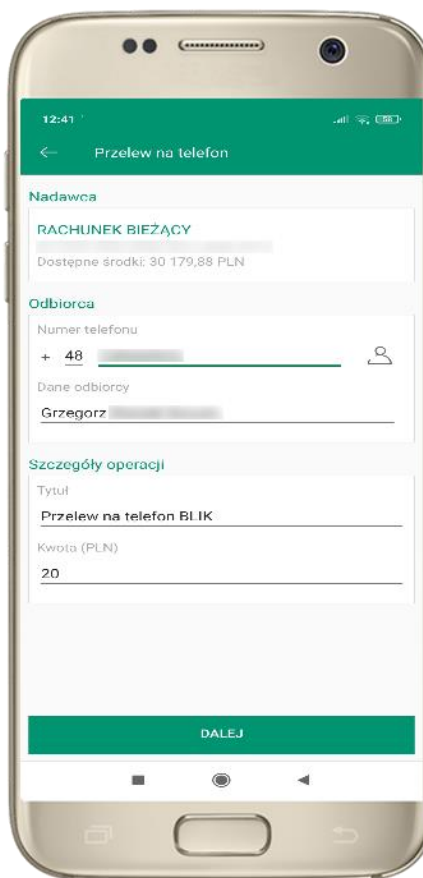 12:41
58
Przelew na telefon
Nadawca
RACHUNEK BIEŻĄCY
Dostępne środki: 30 179,88 PLN
Odbiorca
Numer telefonu
+ 48
Dane odbiorcy
Grzegorz
Szczegóły operacji
Tytuł
Przelew na telefon BLIK
Kwota (PLN)
20
DALEJ